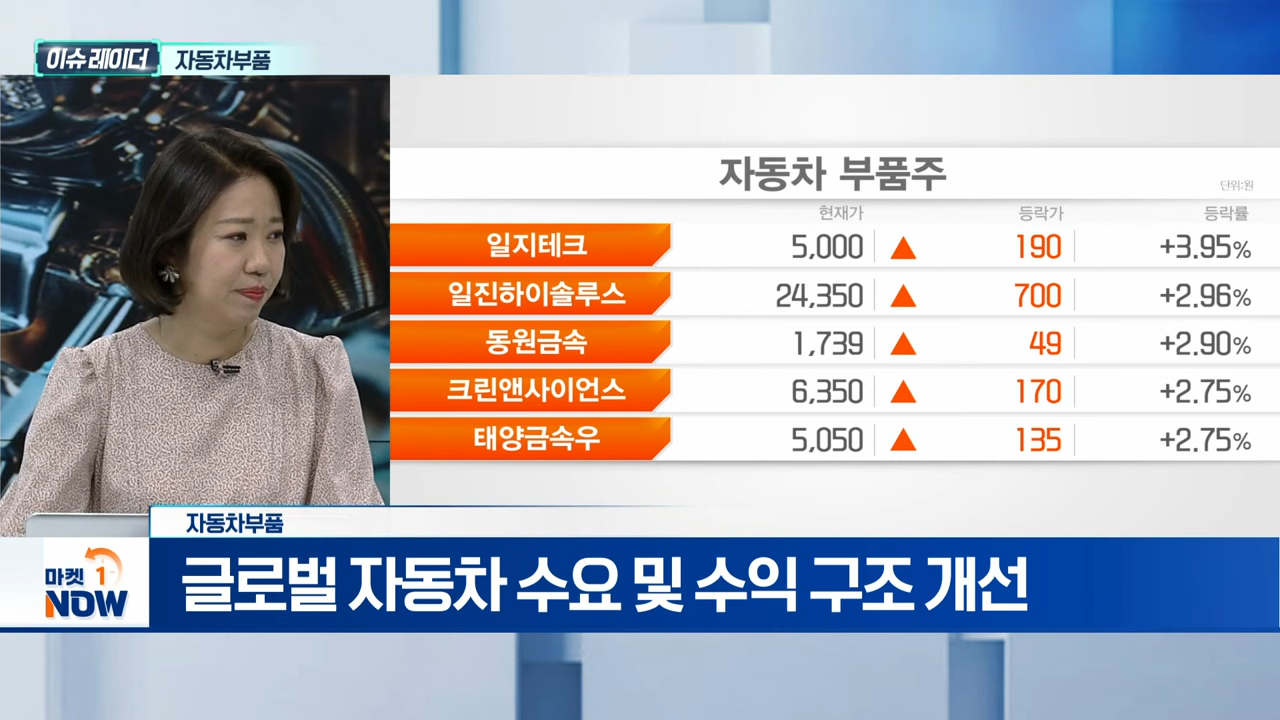 이슈 레이더 자동차부품
자동차 부품주
단위:원
현재가 등락가 등락률
일지테크 5,000 ▲ 190 +3.95%
일진하이솔루스 24,350 ▲ 700 +2.96%
동원금속 1,739 ▲ 49 +2.90%
크린앤사이언스 6,350 ▲ 170 +2.75%
태양금속우 5,050 ▲ 135 +2.75%
자동차부품
글로벌 자동차 수요 및 수익 구조 개선
마켓 1
NOW